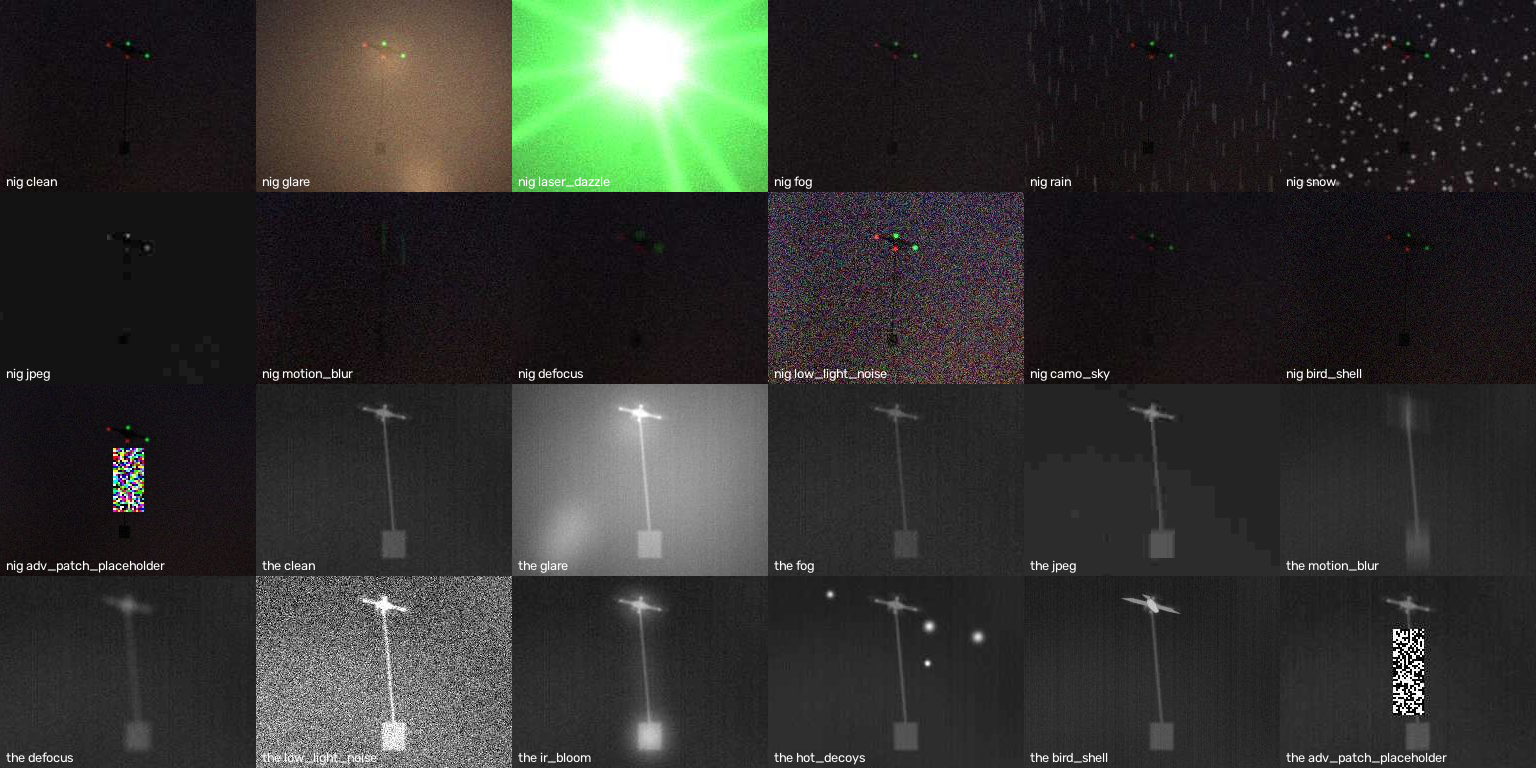 nig clean
nig glare
nig laser_dazzle
nig fog
nig rain
nig snow
nig jpeg
nig motion_blur
nig defocus
nig low_light_noise
nig camo_sky
nig bird_shell
nig adv_patch_placeholder
the clean
the glare
the fog
the jpeg
the motion_blur
the defocus
the low_light_noise
the ir_bloom
the hot_decoys
the bird_shell
the adv_patch_placeholder